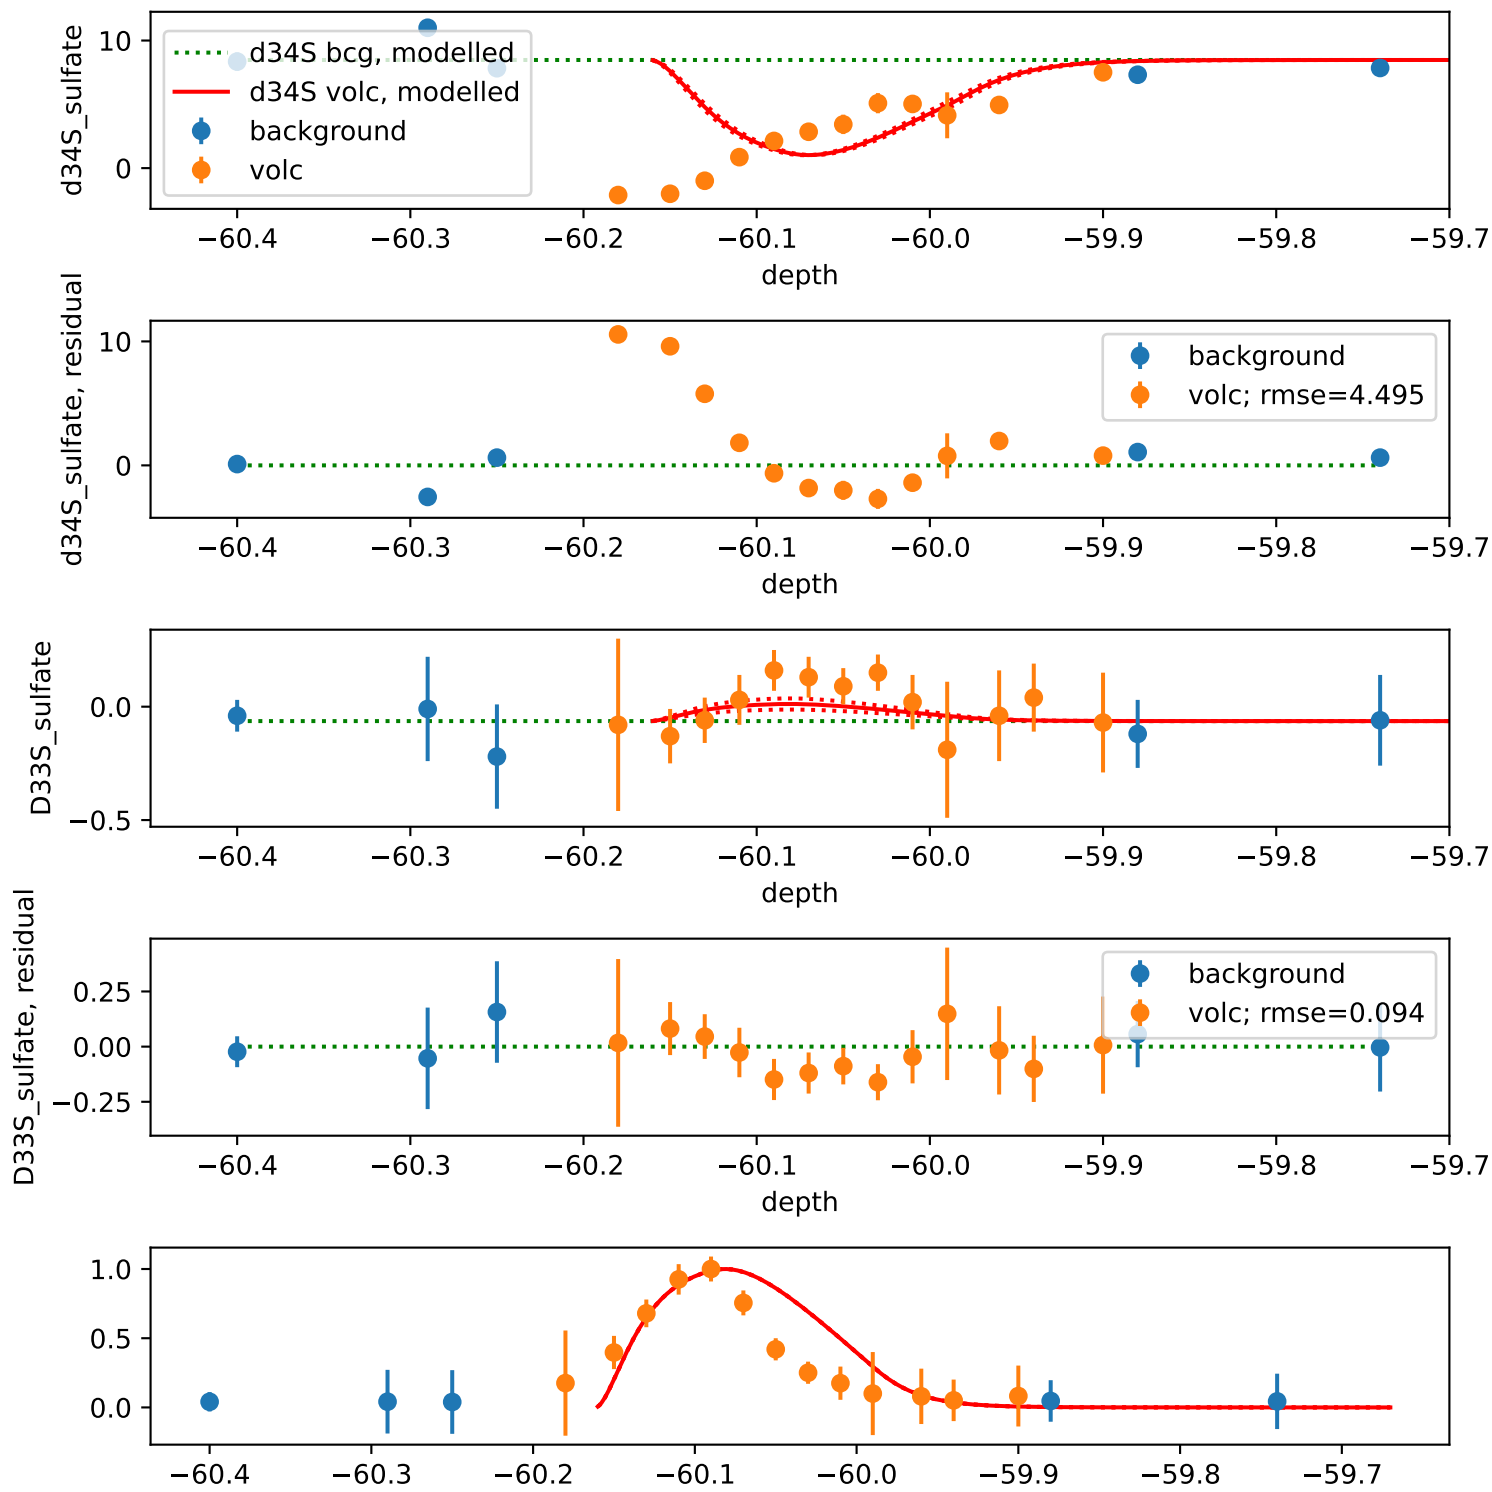 d34S_sulfate
10
0
d34S bcg, modelled
d34S volc, modelled
background
volc
−60.4 −60.3 −60.2 −60.1 −60.0 −59.9 −59.8 −59.7
depth
d34S_sulfate, residual
10
0
background
volc; rmse=4.495
−60.4 −60.3 −60.2 −60.1 −60.0 −59.9 −59.8 −59.7
depth
D33S_sulfate
0.0
−0.5
−60.4 −60.3 −60.2 −60.1 −60.0 −59.9 −59.8 −59.7
depth
D33S_sulfate, residual
0.25
0.00
−0.25
background
volc; rmse=0.094
−60.4 −60.3 −60.2 −60.1 −60.0 −59.9 −59.8 −59.7
depth
1.0
0.5
0.0
−60.4 −60.3 −60.2 −60.1 −60.0 −59.9 −59.8 −59.7